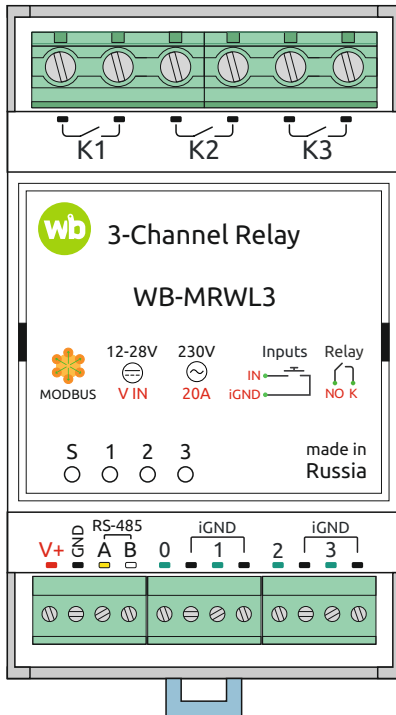 K1 K2 K3
wb 3-Channel Relay
WB-MRWL3
12-28V 230V Inputs Relay
MODBUS V IN 20A IN iGND NO K
S 1 2 3
made in
Russia
RS-485 iGND iGND
V+ GND A B 0 1 2 3